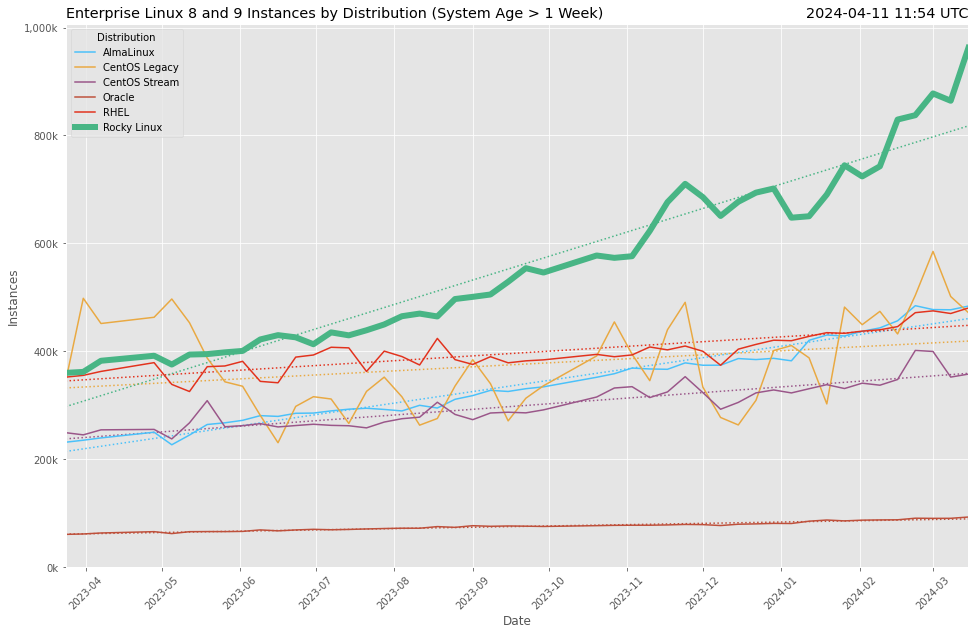 Enterprise Linux 8 and 9 Instances by Distribution (System Age > 1 Week)
2024-04-11 11:54 UTC
Distribution
AlmaLinux
CentOS Legacy
CentOS Stream
Oracle
RHEL
Rocky Linux
1,000k
800k
600k
400k
200k
0k
Instances
2023-04
2023-05
2023-06
2023-07
2023-08
2023-09
2023-10
2023-11
2023-12
2024-01
2024-02
2024-03
Date